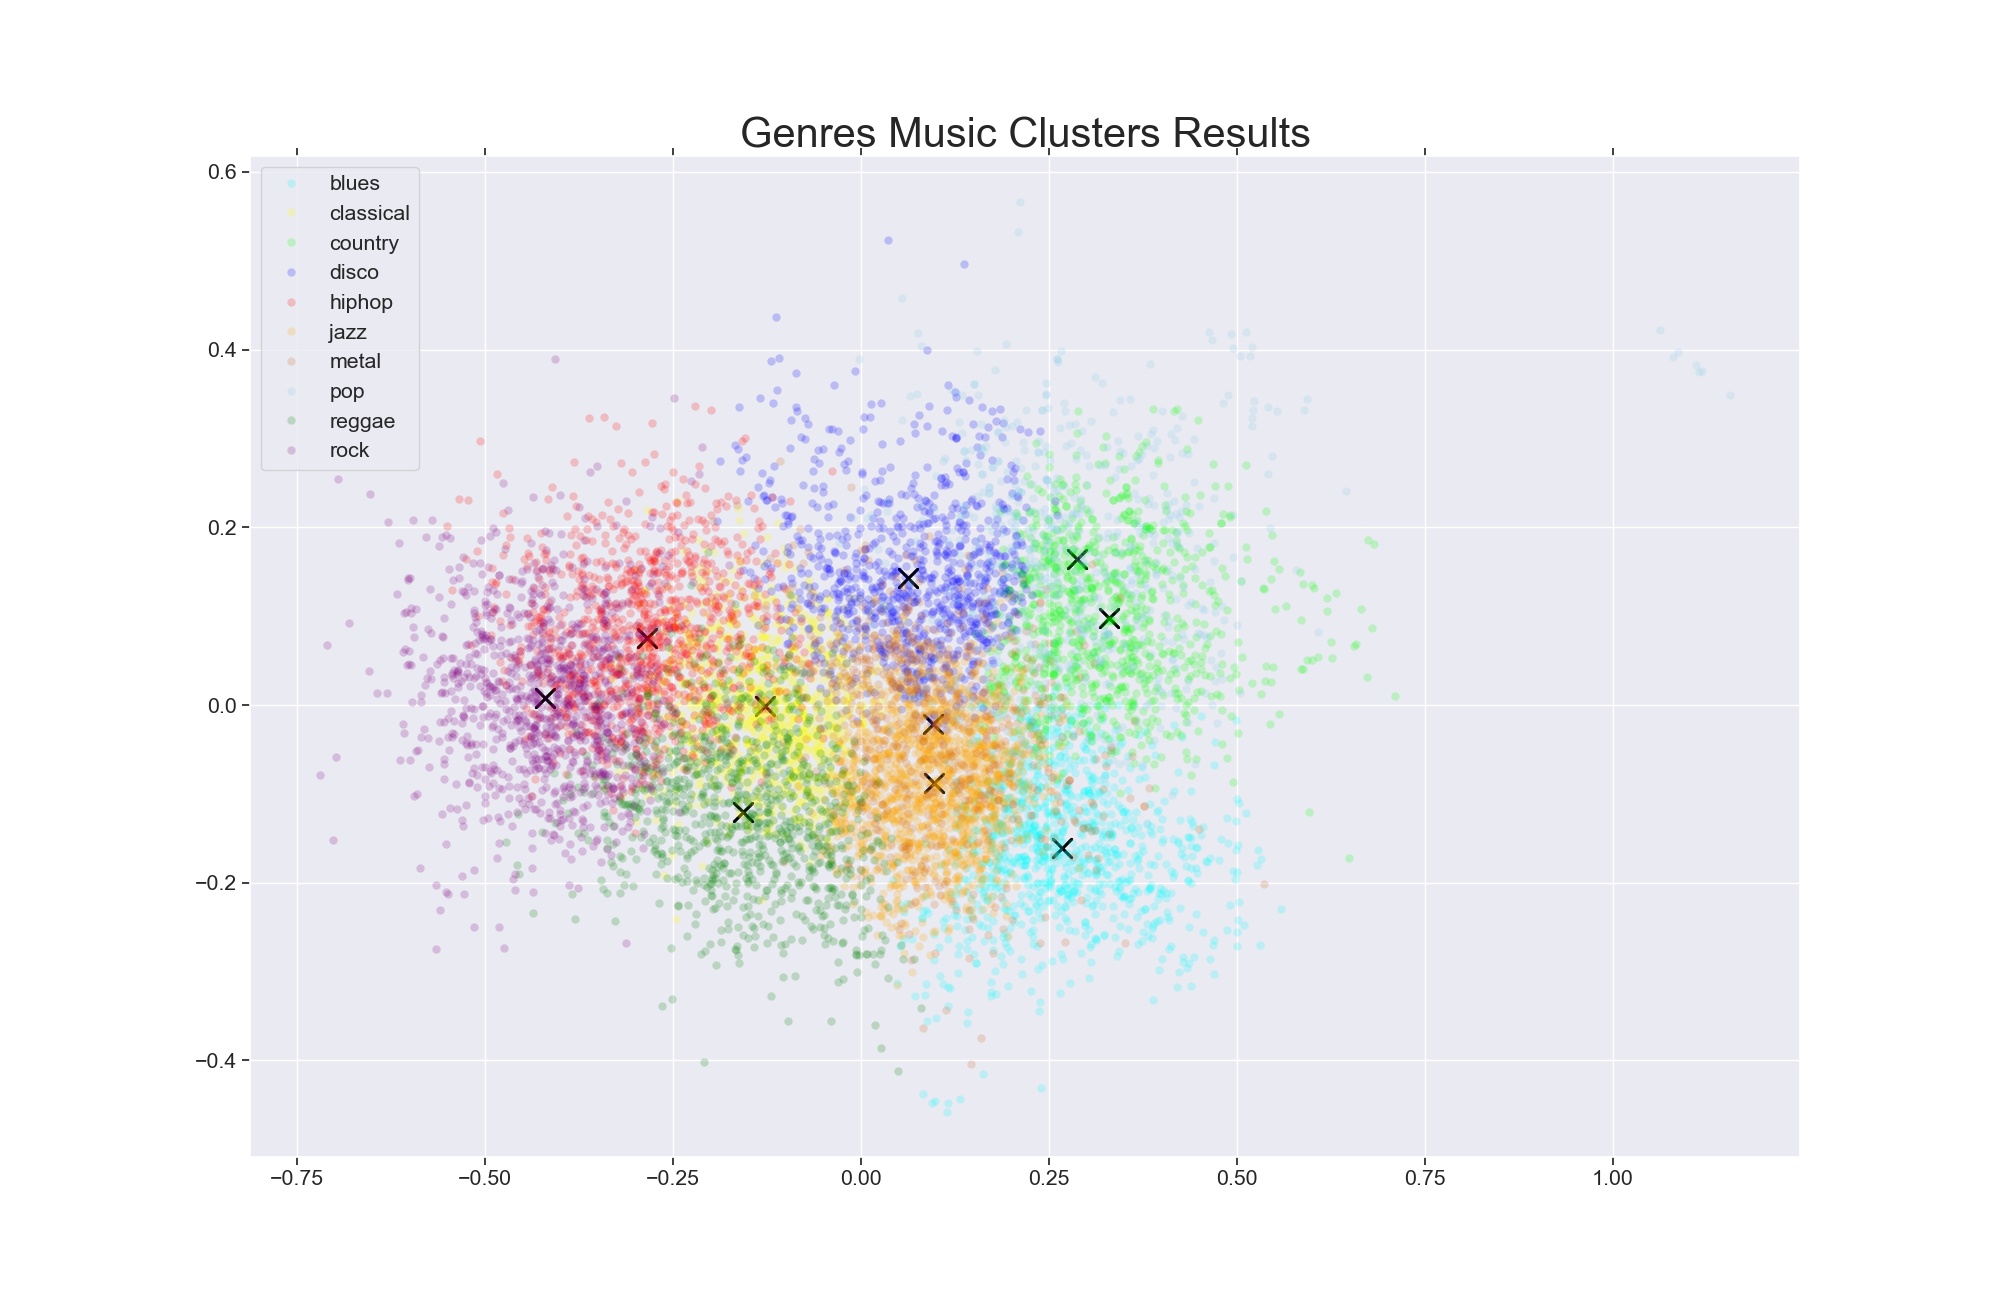 Genres Music Clusters Results
blues
classical
country
disco
hiphop
jazz
metal
pop
reggae
rock
0.6
0.4
0.2
0.0
−0.2
−0.4
−0.75 −0.50 −0.25 0.00 0.25 0.50 0.75 1.00